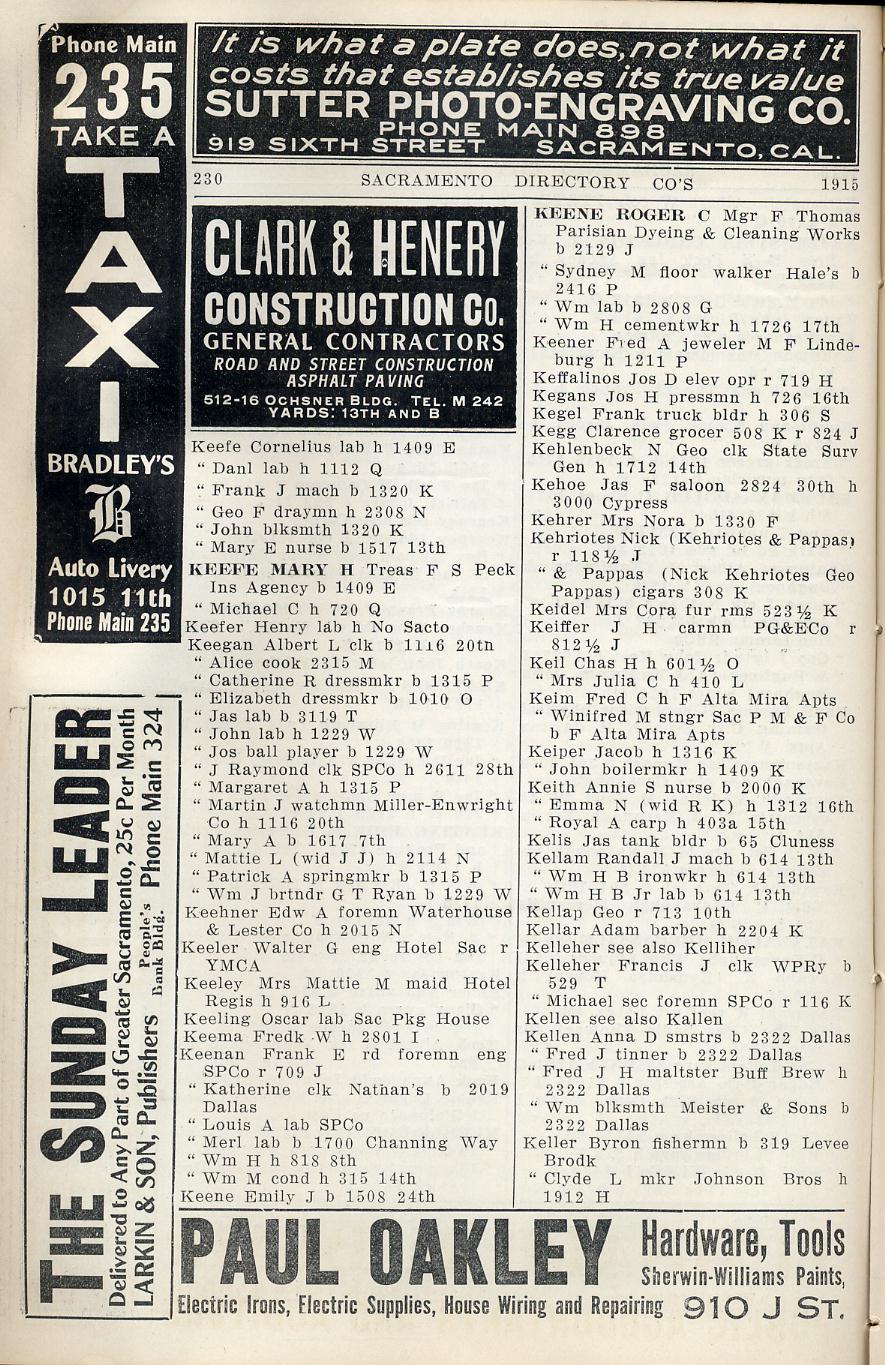 Phone Main
235
TAKE A
TAXI
BRADLEY'S
B
Auto Livery
1015 11th
Phone Main 235
THE SUNDAY LEADER
Delivered to Any Part of Greater Sacramento, 25c Per Month
LARKIN & SON, Publishers People's Bank Bldg. Phone Main 324
It is what a plate does, not what it
costs that establishes its true value
SUTTER PHOTO-ENGRAVING CO.
PHONE MAIN 898
919 SIXTH STREET SACRAMENTO, CAL.
230 SACRAMENTO DIRECTORY CO'S 1915
CLARK & HENERY
CONSTRUCTION CO.
GENERAL CONTRACTORS
ROAD AND STREET CONSTRUCTION
ASPHALT PAVING
512-16 OCHSNER BLDG. TEL. M 242
YARDS: 13TH AND B
Keefe Cornelius lab h 1409 E
“ Danl lab h 1112 Q
“ Frank J mach b 1320 K
“ Geo F draymn h 2308 N
“ John blksmth 1320 K
“ Mary E nurse b 1517 13th
KEEFE MARY H Treas F S Peck
Ins Agency b 1409 E
“ Michael C h 720 Q
Keefer Henry lab h No Sacto
Keegan Albert L clk b 1116 20tn
“ Alice cook 2315 M
“ Catherine R dressmkr b 1315 P
“ Elizabeth dressmkr b 1010 O
“ Jas lab b 3119 T
“ John lab h 1229 W
“ Jos ball player b 1229 W
“ J Raymond clk SPCo h 2611 28th
“ Margaret A h 1315 P
“ Martin J watchmn Miller-Enwright
Co h 1116 20th
“ Mary A b 1617 7th
“ Mattie L (wid J J) h 2114 N
“ Patrick A springmkr b 1315 P
“ Wm J brtndr G T Ryan b 1229 W
Keehner Edw A foremn Waterhouse
& Lester Co h 2015 N
Keeler Walter G eng Hotel Sac r
YMCA
Keeley Mrs Mattie M maid Hotel
Regis h 916 L
Keeling Oscar lab Sac Pkg House
Keema Fredk W h 2801 I
Keenan Frank E rd foremn eng
SPCo r 709 J
“ Katherine clk Nathan's b 2019
Dallas
“ Louis A lab SPCo
“ Merl lab b 1700 Channing Way
“ Wm H h 818 8th
“ Wm M cond h 315 14th
Keene Emily J b 1508 24th
KEENE ROGER C Mgr F Thomas
Parisian Dyeing & Cleaning Works
b 2129 J
“ Sydney M floor walker Hale's b
2416 P
“ Wm lab b 2808 G
“ Wm H cementwkr h 1726 17th
Keener Fred A jeweler M F Linde-
burg h 1211 P
Keffalinos Jos D elev opr r 719 H
Kegans Jos H pressmn h 726 16th
Kegel Frank truck bldr h 306 S
Kegg Clarence grocer 508 K r 824 J
Kehlenbeck N Geo clk State Surv
Gen h 1712 14th
Kehoe Jas F saloon 2824 30th h
3000 Cypress
Kehrer Mrs Nora b 1330 F
Kehriotes Nick (Kehriotes & Pappas)
r 118½ J
“ & Pappas (Nick Kehriotes Geo
Pappas) cigars 308 K
Keidel Mrs Cora fur rms 523½ K
Keiffer J H carmn PG&ECo r
812½ J
Keil Chas H h 601½ O
“ Mrs Julia C h 410 L
Keim Fred C h F Alta Mira Apts
“ Winifred M stngr Sac P M & F Co
b F Alta Mira Apts
Keiper Jacob h 1316 K
“ John boilermkr h 1409 K
Keith Annie S nurse b 2000 K
“ Emma N (wid R K) h 1312 16th
“ Royal A carp h 403a 15th
Kelis Jas tank bldr b 65 Cluness
Kellam Randall J mach b 614 13th
“ Wm H B ironwkr h 614 13th
“ Wm H B Jr lab b 614 13th
Kellap Geo r 713 10th
Kellar Adam barber h 2204 K
Kelleher see also Kelliher
Kelleher Francis J clk WPRy b
529 T
“ Michael sec foremn SPCo r 116 K
Kellen see also Kallen
Kellen Anna D smstrs b 2322 Dallas
“ Fred J tinner b 2322 Dallas
“ Fred J H maltster Buff Brew h
2322 Dallas
“ Wm blksmth Meister & Sons b
2322 Dallas
Keller Byron fishermn b 319 Levee
Brodk
“ Clyde L mkr Johnson Bros h
1912 H
PAUL OAKLEY Hardware, Tools
Sherwin-Williams Paints,
Electric Irons, Electric Supplies, House Wiring and Repairing 910 J ST.